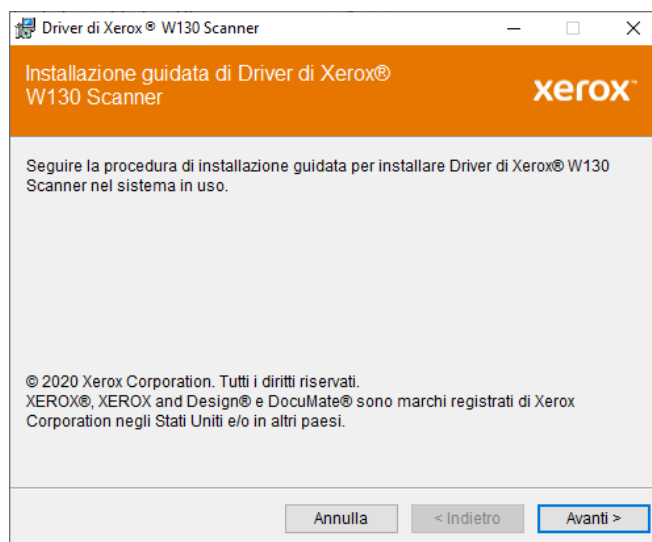 Driver di Xerox ® W130 Scanner
Installazione guidata di Driver di Xerox®
W130 Scanner
xerox™
Seguire la procedura di installazione guidata per installare Driver di Xerox® W130
Scanner nel sistema in uso.
© 2020 Xerox Corporation. Tutti i diritti riservati.
XEROX®, XEROX and Design® e DocuMate® sono marchi registrati di Xerox
Corporation negli Stati Uniti e/o in altri paesi.
Annulla < Indietro Avanti >